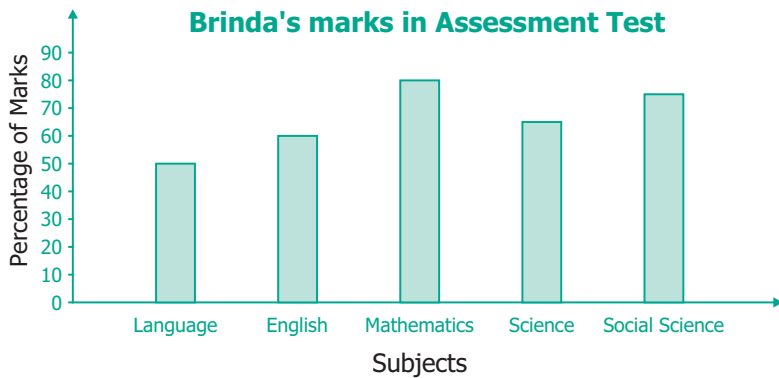 Brinda's marks in Assessment Test
Percentage of Marks
90
80
70
60
50
40
30
20
10
0
Language English Mathematics Science Social Science
Subjects